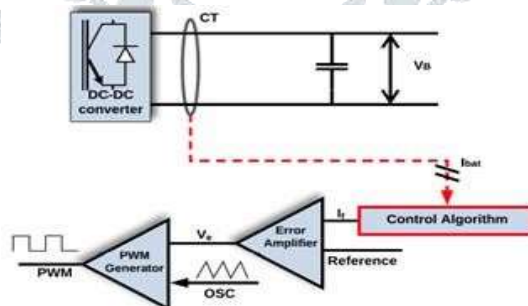 CT
DC-DC
converter
VB
Ibat
If
Control Algorithm
Error
Amplifier
Ve
PWM
Generator
Reference
PWM
OSC